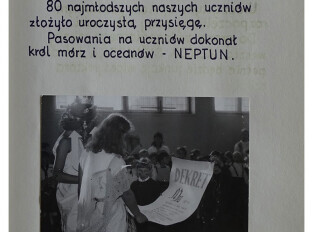 80 najmłodszych naszych uczniów
złożyło uroczystą przysięgę.
Pasowania na uczniów dokonał
król mórz i oceanów - NEPTUN.
DEKRET